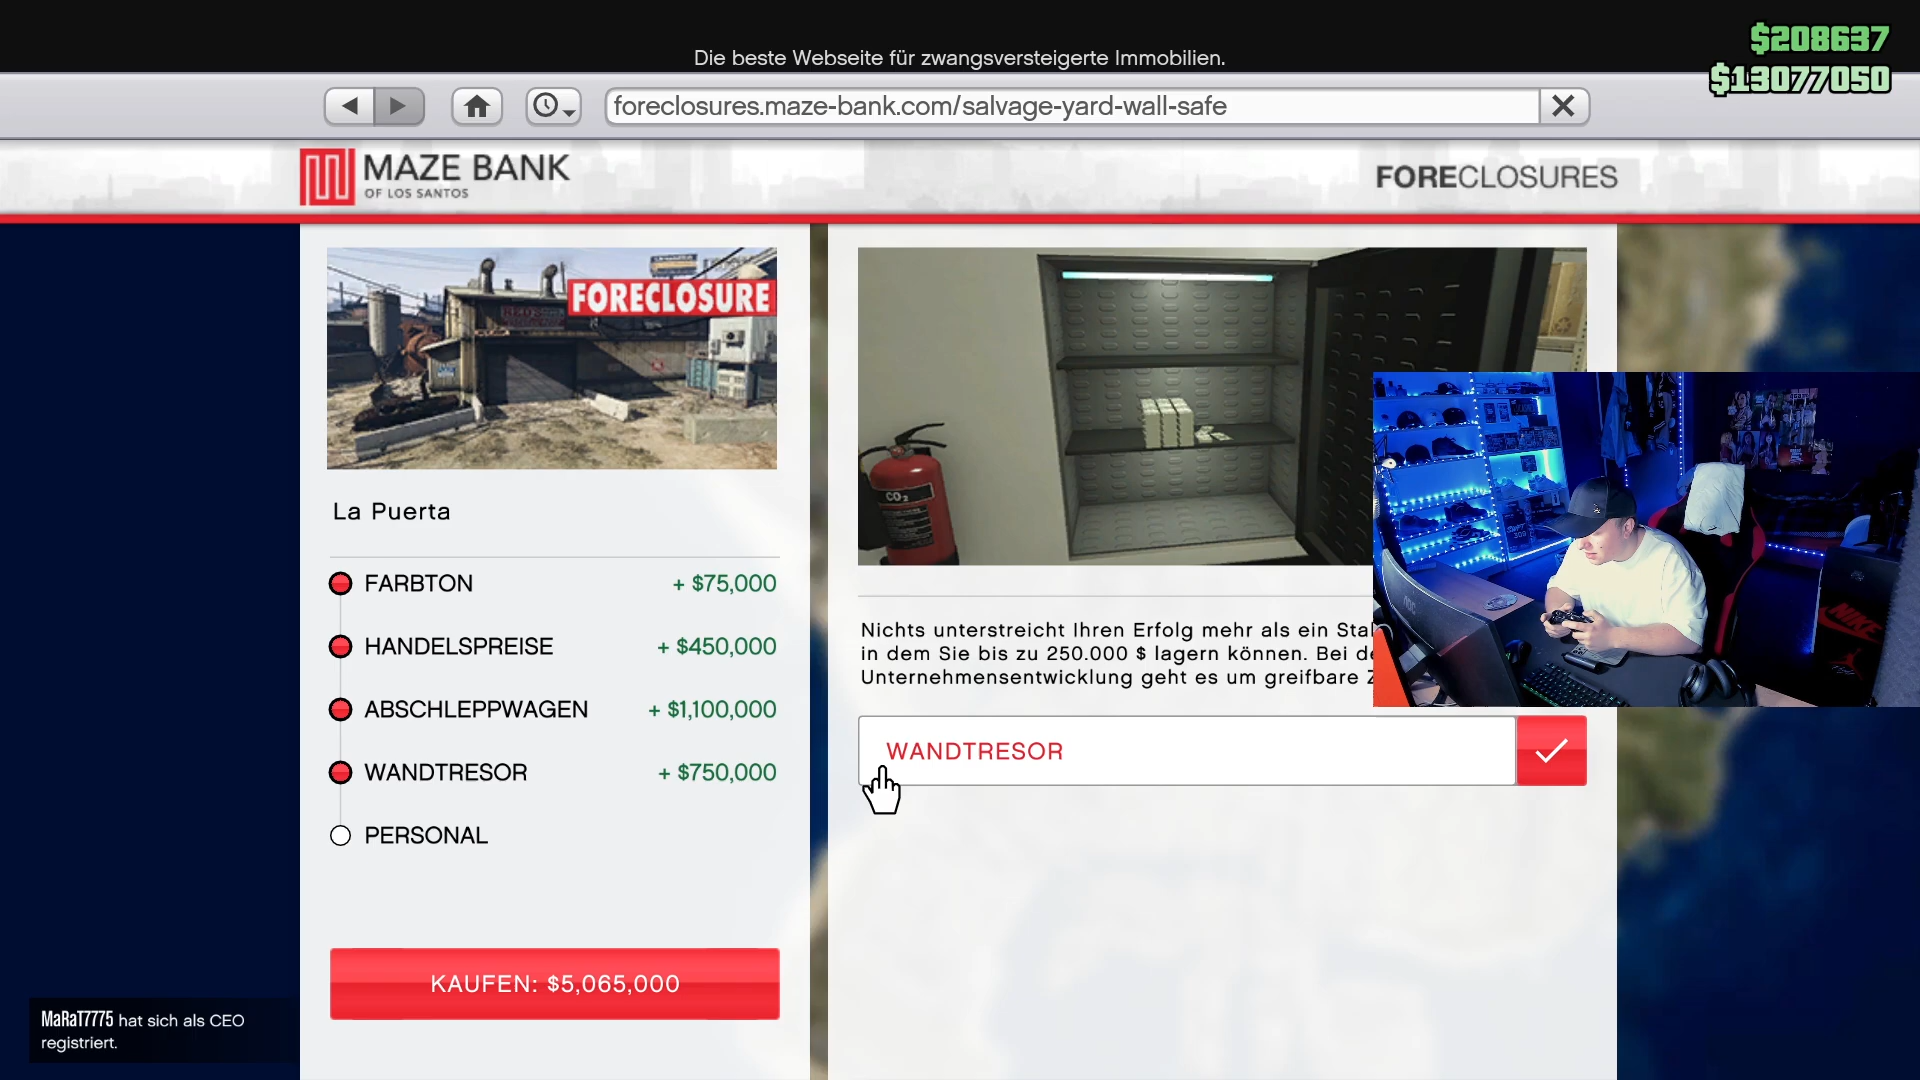 $208637
$13077050
Die beste Webseite für zwangsversteigerte Immobilien.
foreclosures.maze-bank.com/salvage-yard-wall-safe
MAZE BANK
OF LOS SANTOS
FORECLOSURES
FORECLOSURE
La Puerta
FARBTON + $75,000
HANDELSPREISE + $450,000
ABSCHLEPPWAGEN + $1,100,000
WANDTRESOR + $750,000
PERSONAL
KAUFEN: $5,065,000
CO2
Nichts unterstreicht Ihren Erfolg mehr als ein
in dem Sie bis zu 250.000 $ lagern können. Bei
Unternehmensentwicklung geht es um greifbare
WANDTRESOR
AOC
NIKE
MaRaT7775 hat sich als CEO
registriert.